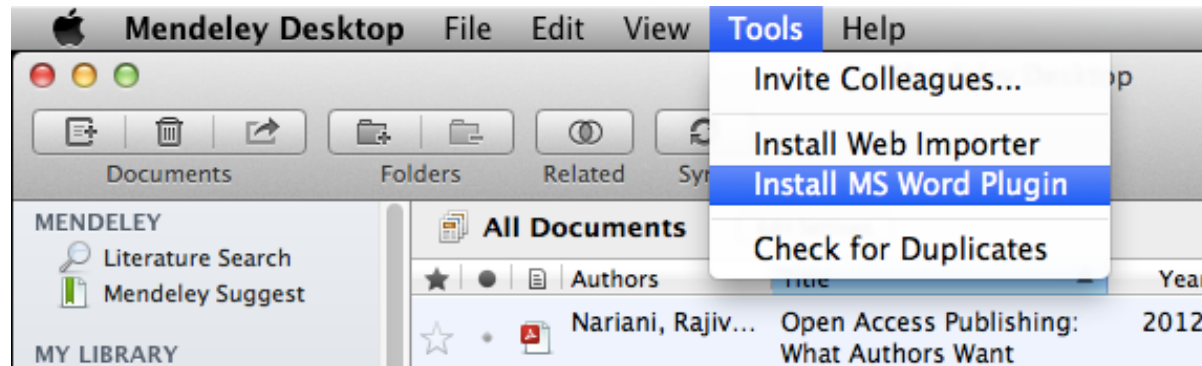 Mendeley Desktop File Edit View Tools Help
Invite Colleagues...
Install Web Importer
Install MS Word Plugin
Check for Duplicates
Documents Folders Related
MENDELEY
Literature Search
Mendeley Suggest
MY LIBRARY
All Documents
Authors Title Year
Nariani, Rajiv... Open Access Publishing: 2012
What Authors Want